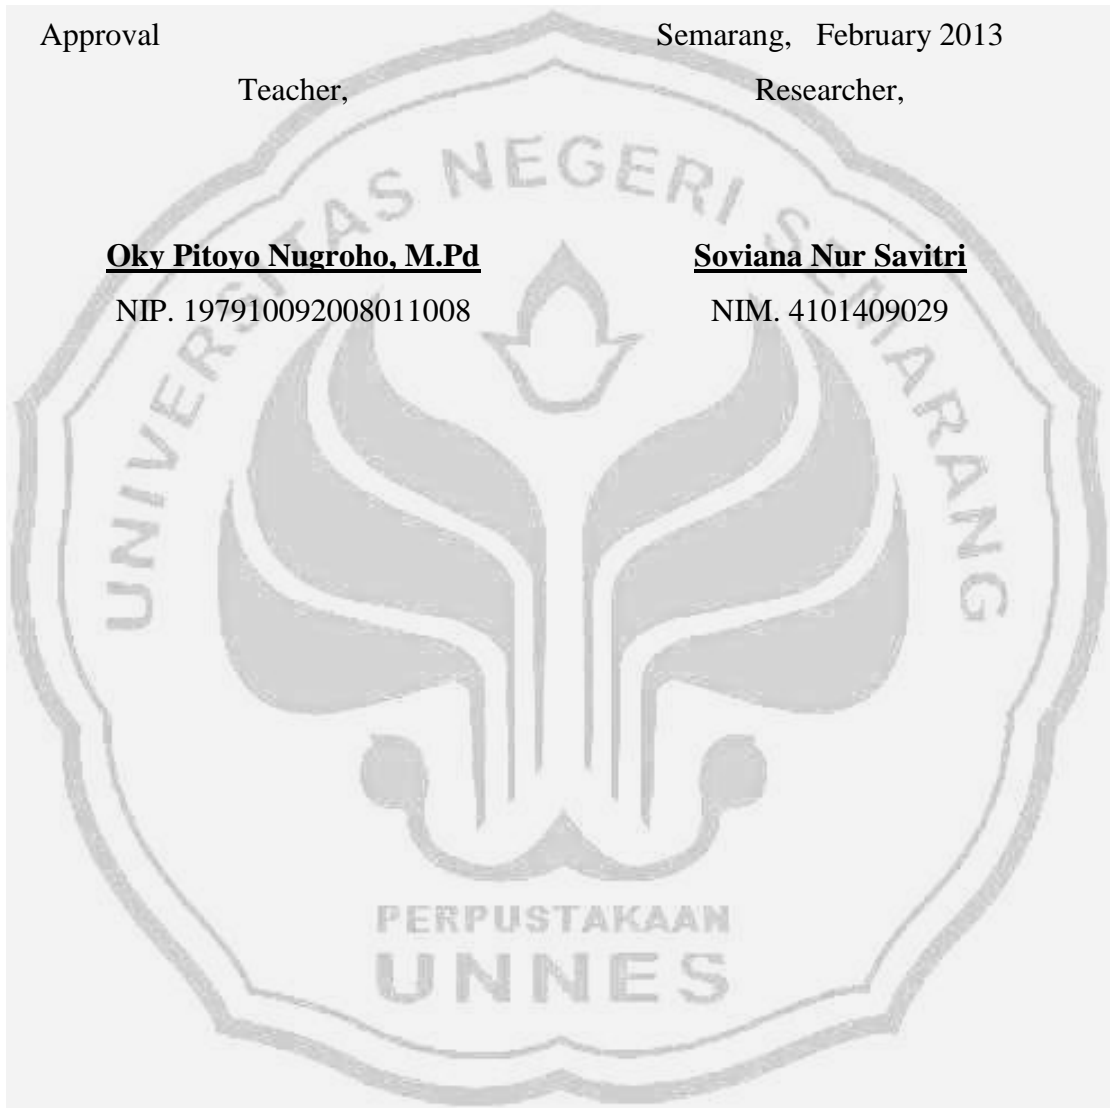 Approval Semarang, February 2013
Teacher, Researcher,
Oky Pitoyo Nugroho, M.Pd Soviana Nur Savitri
NIP. 197910092008011008 NIM. 4101409029
UNIVERSITAS NEGERI SEMARANG
PERPUSTAKAAN
UNNES